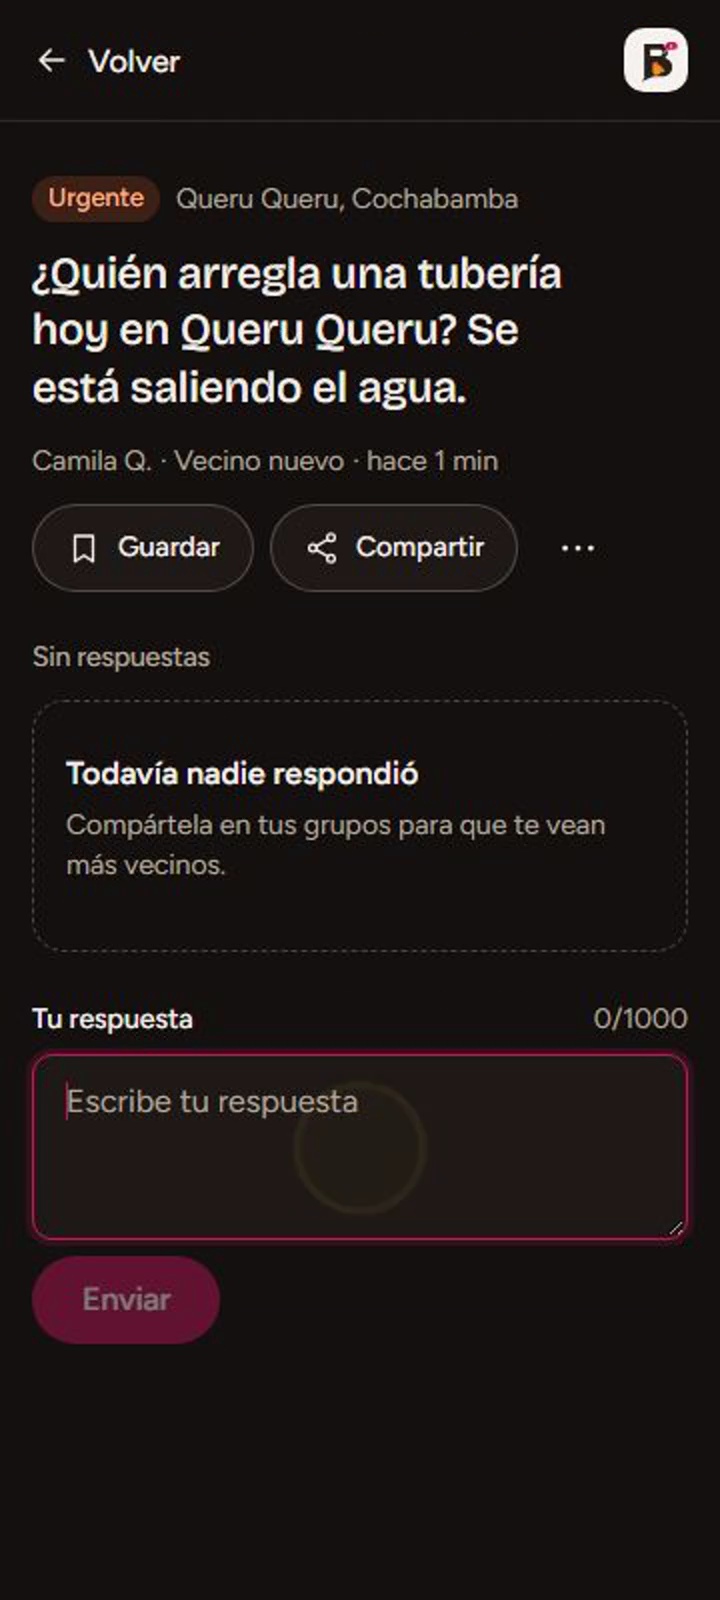 Volver
Urgente Queru Queru, Cochabamba
¿Quién arregla una tubería
hoy en Queru Queru? Se
está saliendo el agua.
Camila Q. · Vecino nuevo · hace 1 min
Guardar Compartir ...
Sin respuestas
Todavía nadie respondió
Compártela en tus grupos para que te vean
más vecinos.
Tu respuesta 0/1000
Escribe tu respuesta
Enviar